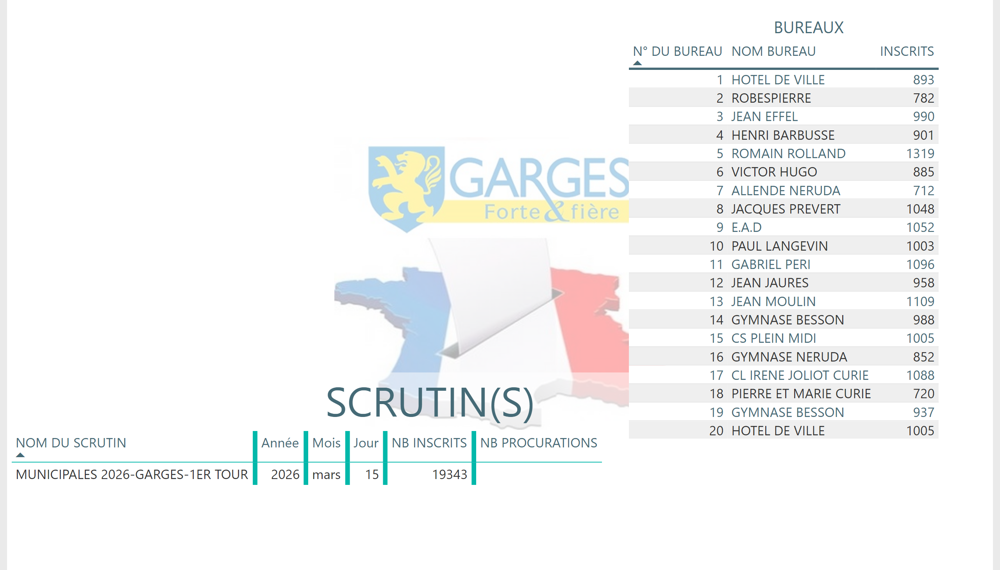 BUREAUX
N° DU BUREAU NOM BUREAU INSCRITS
1 HOTEL DE VILLE 893
2 ROBESPIERRE 782
3 JEAN EFFEL 990
4 HENRI BARBUSSE 901
5 ROMAIN ROLLAND 1319
6 VICTOR HUGO 885
7 ALLENDE NERUDA 712
8 JACQUES PREVERT 1048
9 E.A.D 1052
10 PAUL LANGEVIN 1003
11 GABRIEL PERI 1096
12 JEAN JAURES 958
13 JEAN MOULIN 1109
14 GYMNASE BESSON 988
15 CS PLEIN MIDI 1005
16 GYMNASE NERUDA 852
17 CL IRENE JOLIOT CURIE 1088
18 PIERRE ET MARIE CURIE 720
19 GYMNASE BESSON 937
20 HOTEL DE VILLE 1005
GARGES
Forte & fière
SCRUTIN(S)
NOM DU SCRUTIN Année Mois Jour NB INSCRITS NB PROCURATIONS
MUNICIPALES 2026-GARGES-1ER TOUR 2026 mars 15 19343